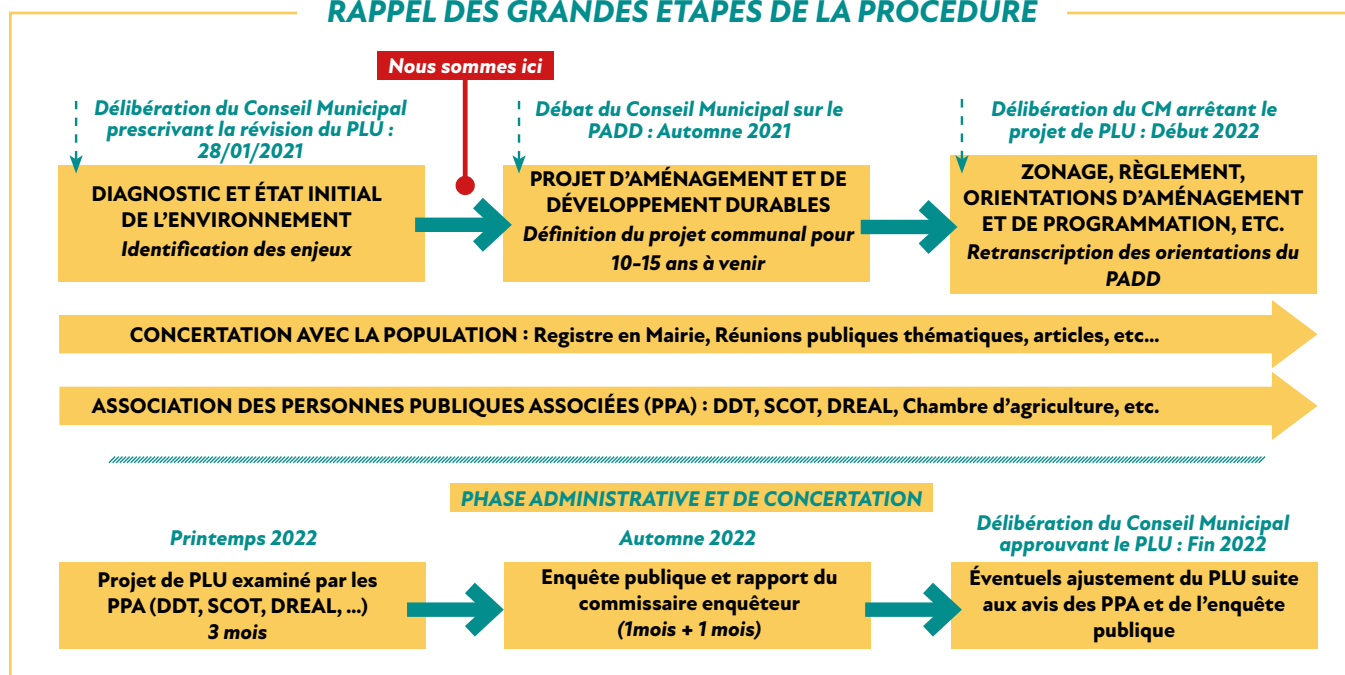 RAPPEL DES GRANDES ETAPES DE LA PROCEDURE
Nous sommes ici
Délibération du Conseil Municipal
prescrivant la révision du PLU :
28/01/2021
DIAGNOSTIC ET ÉTAT INITIAL
DE L'ENVIRONNEMENT
Identification des enjeux
Débat du Conseil Municipal sur le
PADD : Automne 2021
PROJET D'AMÉNAGEMENT ET DE
DÉVELOPPEMENT DURABLES
Définition du projet communal pour
10-15 ans à venir
Délibération du CM arrêtant le
projet de PLU : Début 2022
ZONAGE, RÈGLEMENT,
ORIENTATIONS D'AMÉNAGEMENT
ET DE PROGRAMMATION, ETC.
Retranscription des orientations du
PADD
CONCERTATION AVEC LA POPULATION : Registre en Mairie, Réunions publiques thématiques, articles, etc...
ASSOCIATION DES PERSONNES PUBLIQUES ASSOCIÉES (PPA) : DDT, SCOT, DREAL, Chambre d'agriculture, etc.
PHASE ADMINISTRATIVE ET DE CONCERTATION
Printemps 2022
Projet de PLU examiné par les
PPA (DDT, SCOT, DREAL, ...)
3 mois
Automne 2022
Enquête publique et rapport du
commissaire enquêteur
(1mois + 1 mois)
Délibération du Conseil Municipal
approuvant le PLU : Fin 2022
Éventuels ajustement du PLU suite
aux avis des PPA et de l'enquête
publique